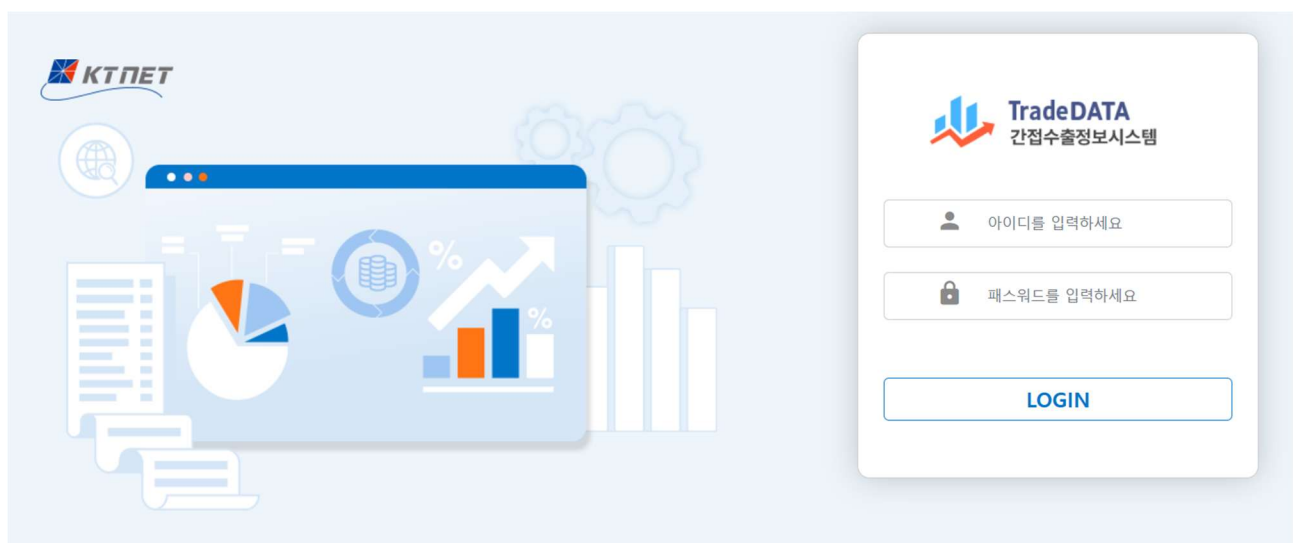 KTNET
%
%
TradeDATA
간접수출정보시스템
아이디를 입력하세요
패스워드를 입력하세요
LOGIN